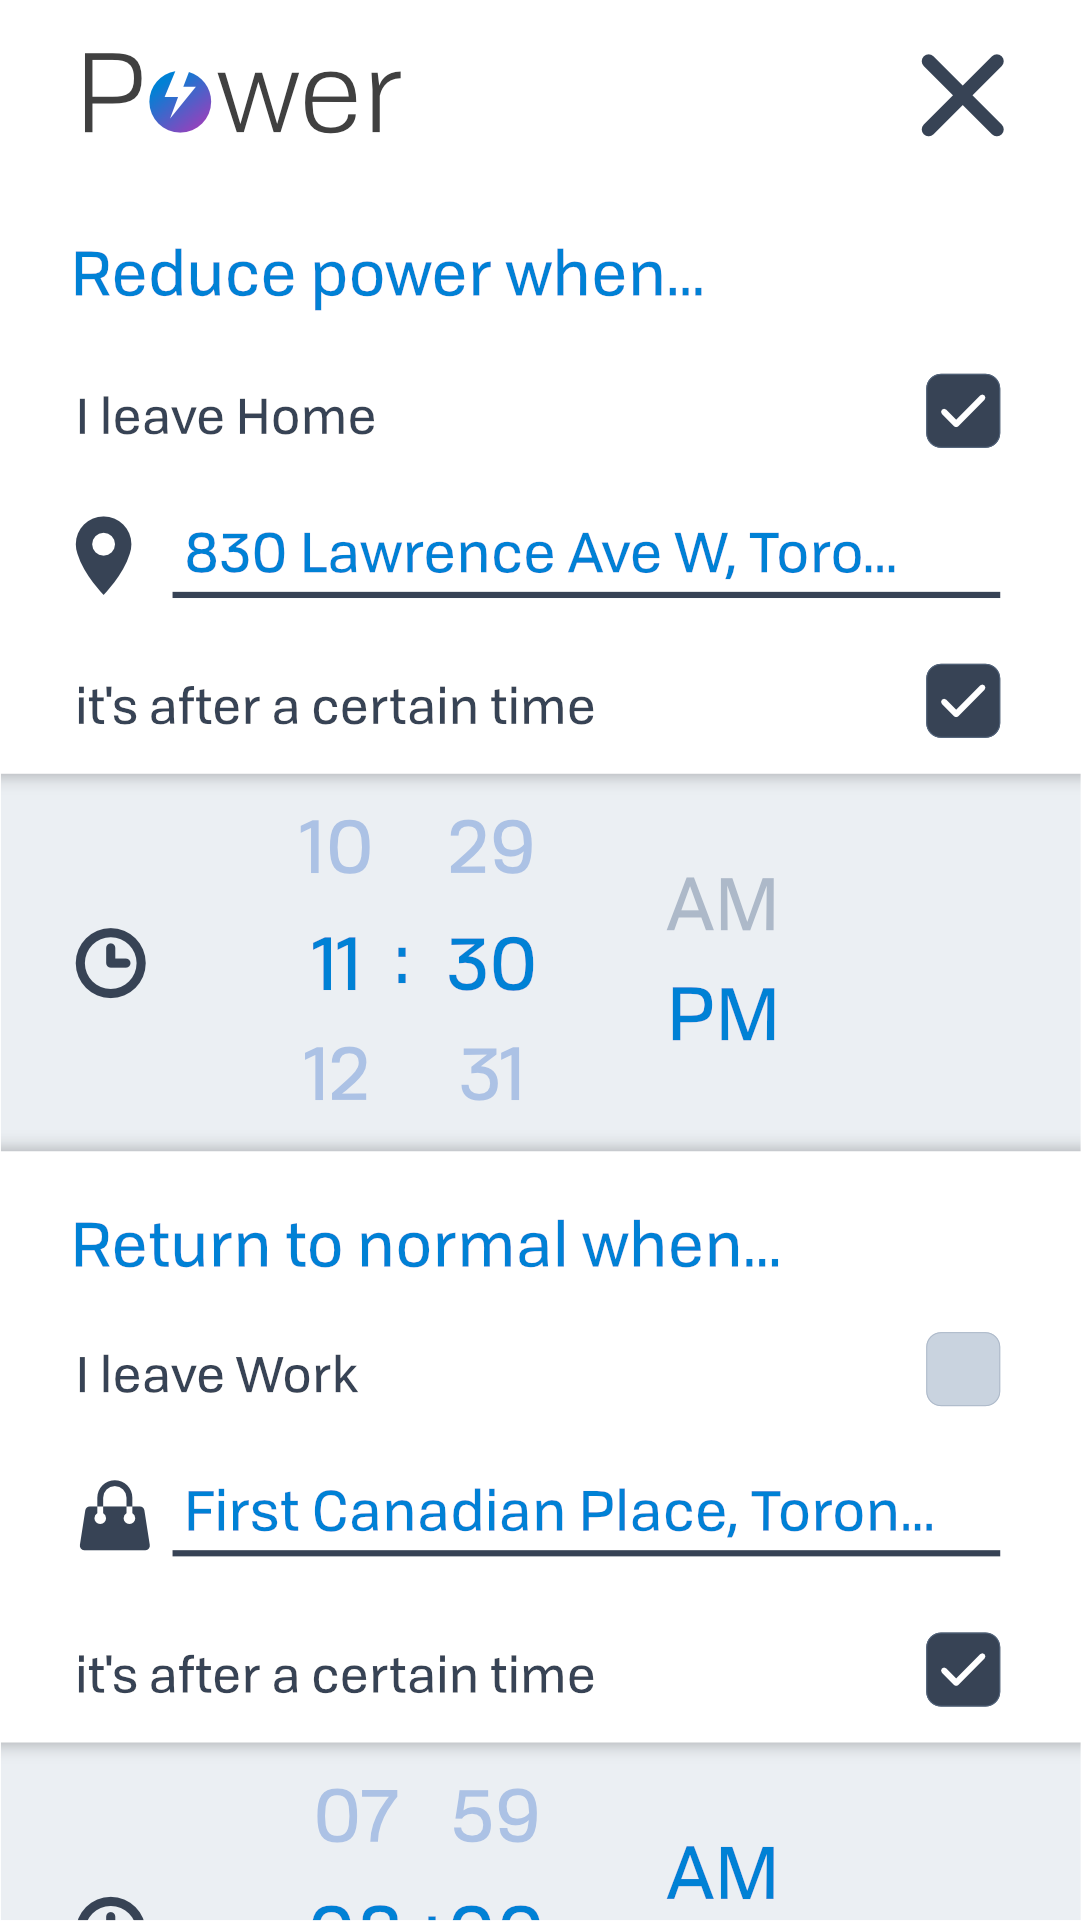 Power
Reduce power when...
I leave Home
830 Lawrence Ave W, Toro...
it's after a certain time
10 29
AM
11 : 30
PM
12 31
Return to normal when...
I leave Work
First Canadian Place, Toron...
it's after a certain time
07 59
AM